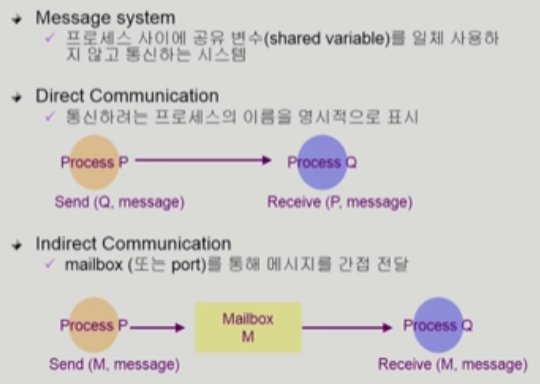 Message system
프로세스 사이에 공유 변수(shared variable)를 일체 사용하
지 않고 통신하는 시스템
Direct Communication
통신하려는 프로세스의 이름을 명시적으로 표시
Process P
Process Q
Send (Q, message)
Receive (P, message)
Indirect Communication
mailbox (또는 port)를 통해 메시지를 간접 전달
Process P
Mailbox
M
Process Q
Send (M, message)
Receive (M, message)